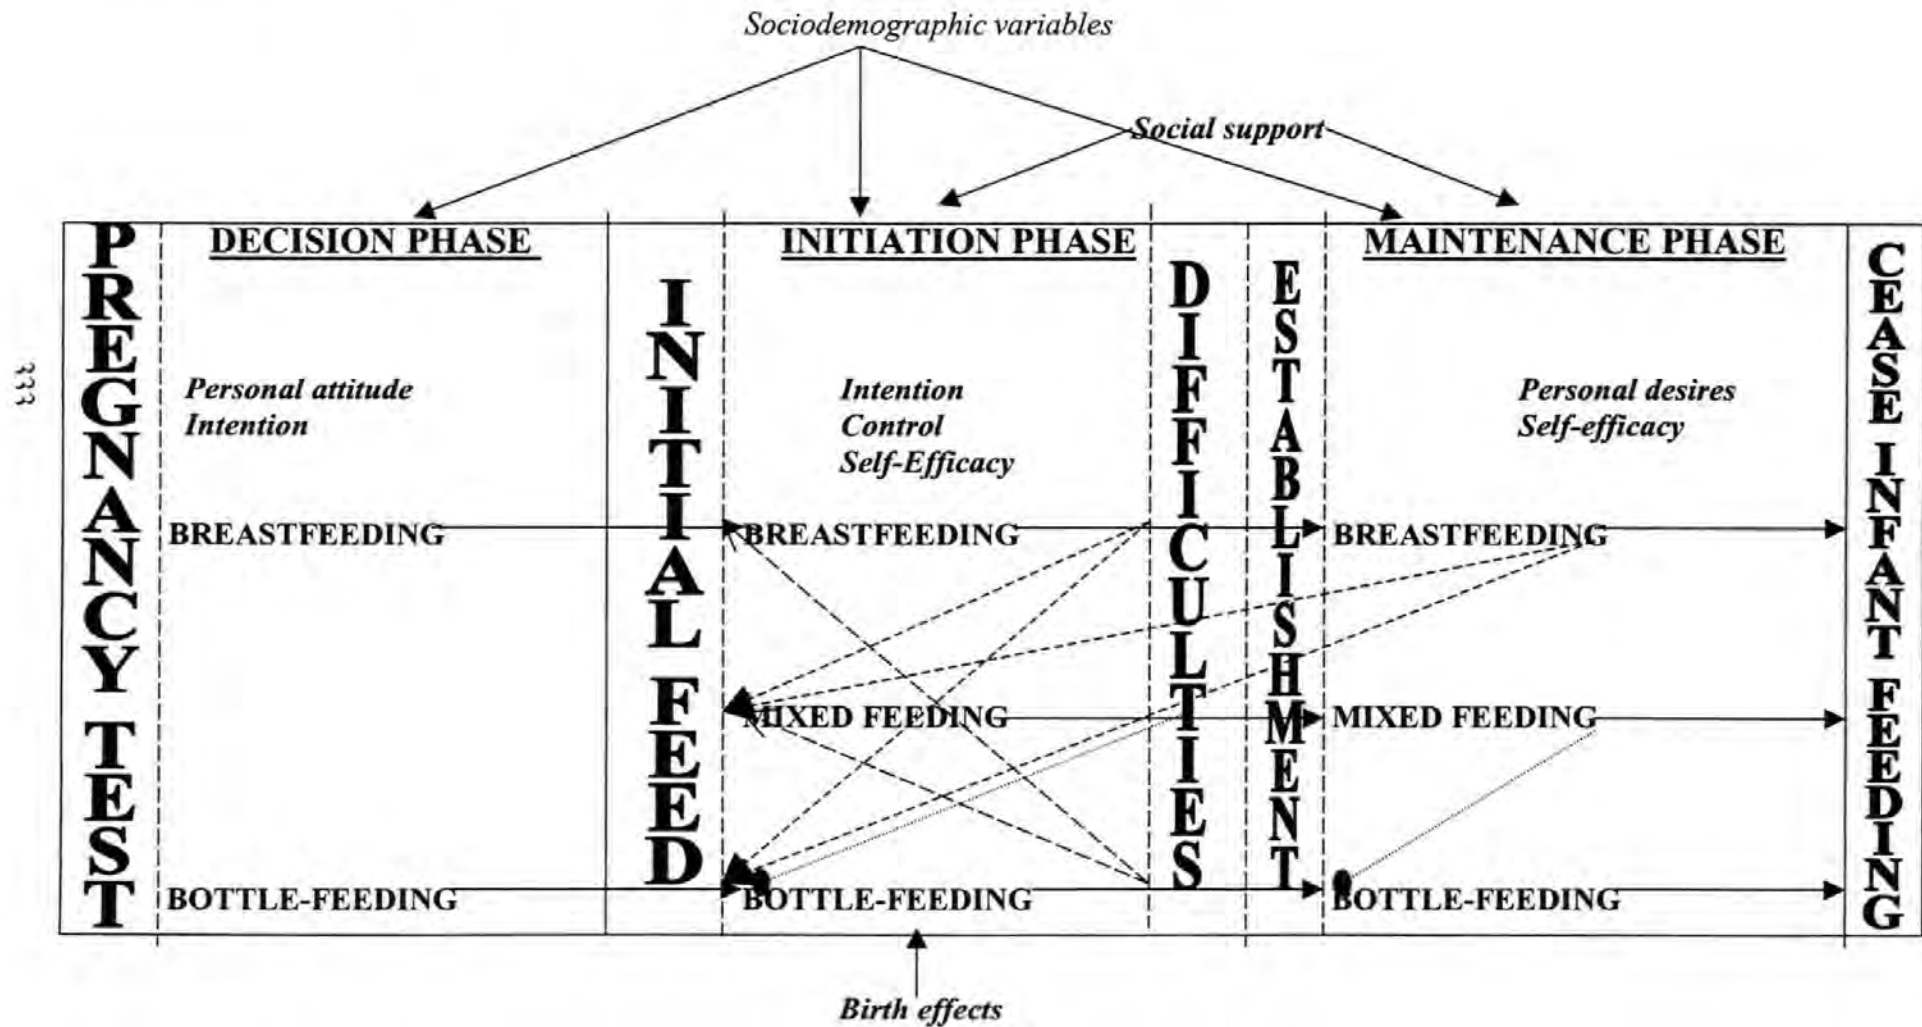 Sociodemographic variables
Social support
PREGNANCY TEST
DECISION PHASE
Personal attitude
Intention
BREASTFEEDING
BOTTLE-FEEDING
INITIAL FEED
INITIATION PHASE
Intention
Control
Self-Efficacy
BREASTFEEDING
MIXED FEEDING
BOTTLE-FEEDING
DIFFICULTIES
ESTABLISHMENT
MAINTENANCE PHASE
Personal desires
Self-efficacy
BREASTFEEDING
MIXED FEEDING
BOTTLE-FEEDING
CEASE INFANT FEEDING
Birth effects
333